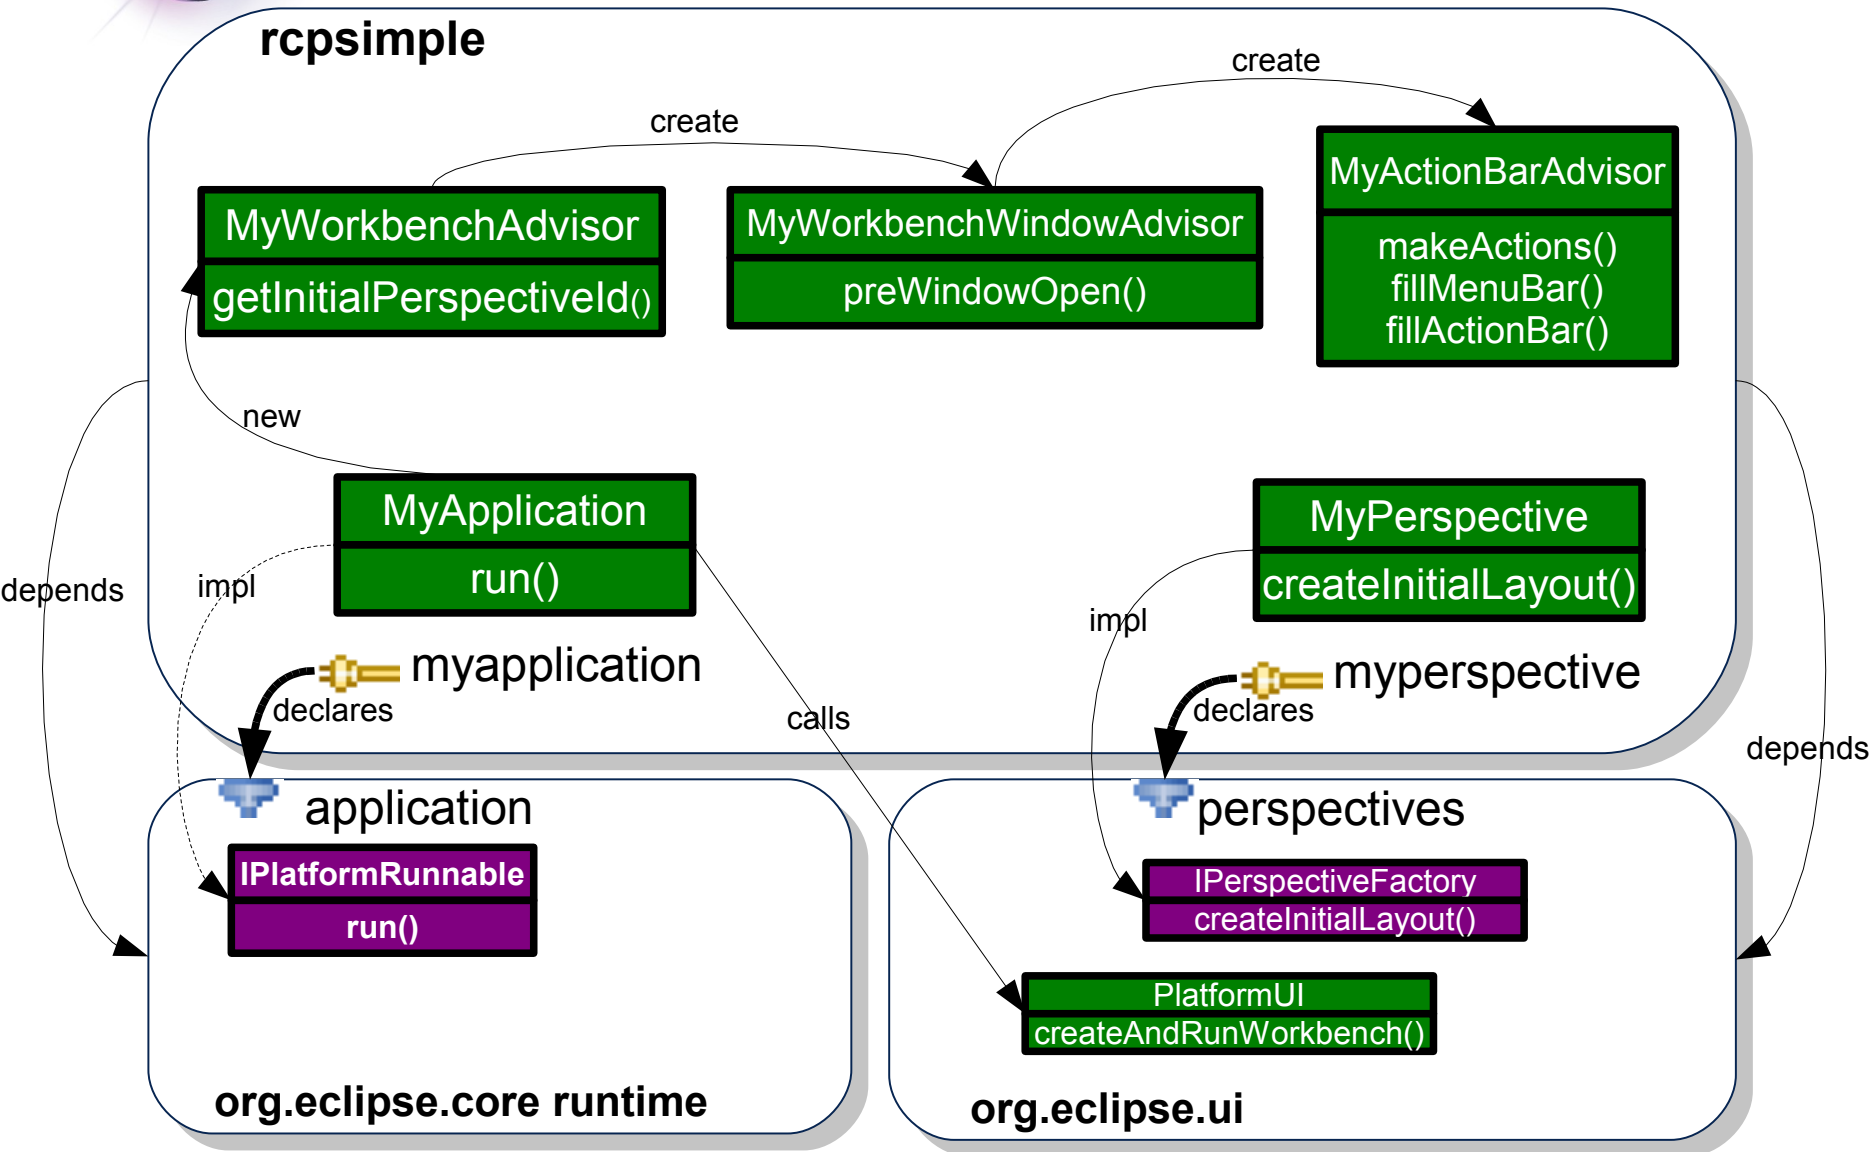 rcpsimple
create
create
MyWorkbenchAdvisor
getInitialPerspectiveId()
MyWorkbenchWindowAdvisor
preWindowOpen()
MyActionBarAdvisor
makeActions()
fillMenuBar()
fillActionBar()
new
MyApplication
run()
MyPerspective
createInitialLayout()
depends
impl
impl
myapplication
declares
myperspective
declares
calls
depends
application
IPlatformRunnable
run()
org.eclipse.core runtime
perspectives
IPerspectiveFactory
createInitialLayout()
PlatformUI
createAndRunWorkbench()
org.eclipse.ui